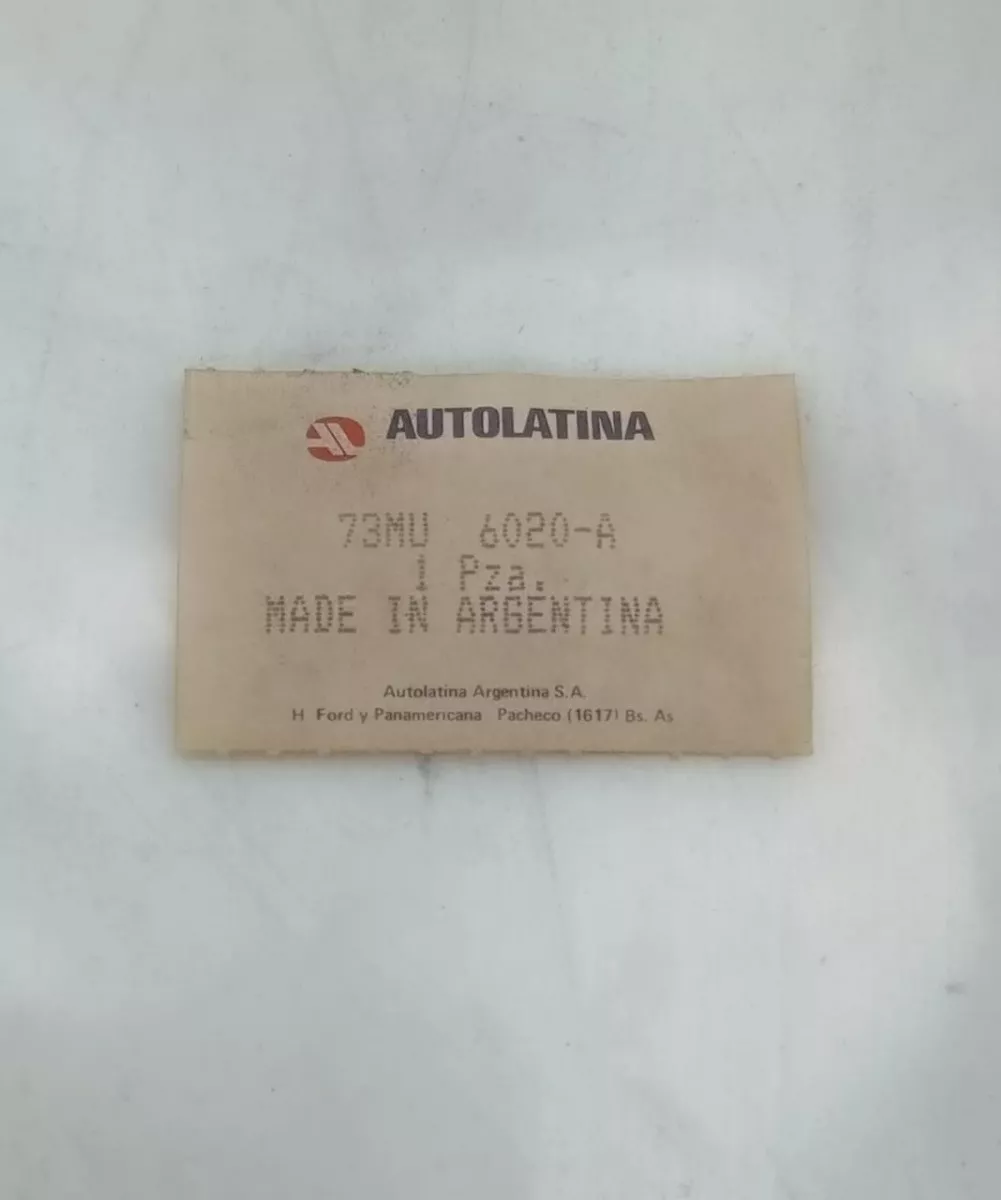 AUTOLATINA
73MU 6020-A
1 Pza.
MADE IN ARGENTINA
Autolatina Argentina S.A.
H Ford y Panamericana Pacheco (1617) Bs. As